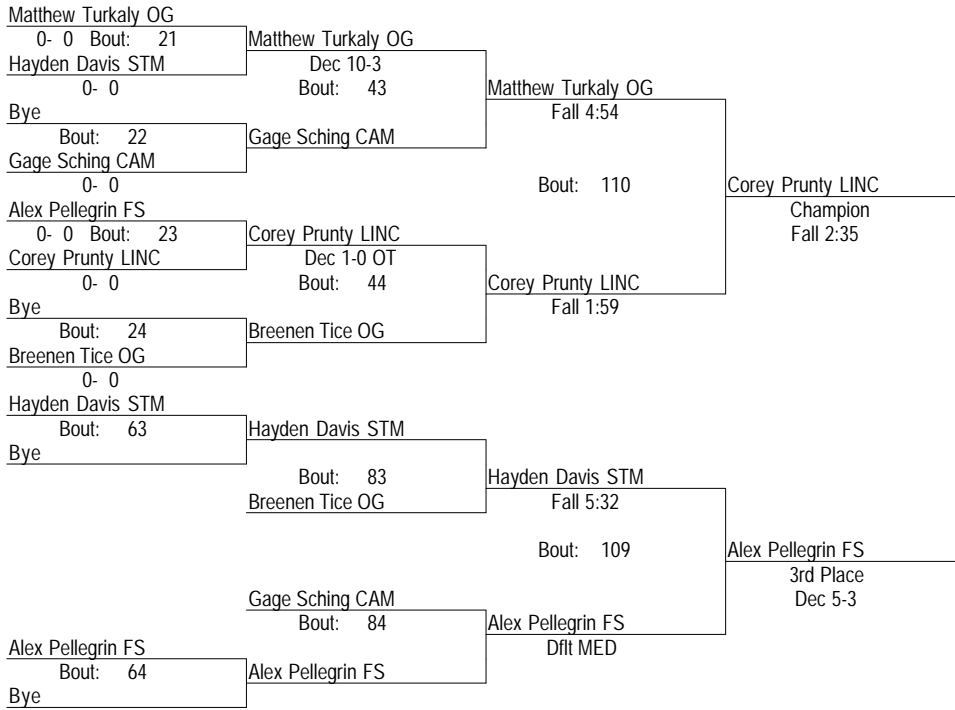 Matthew Turkaly OG
0- 0 Bout: 21
Matthew Turkaly OG
Hayden Davis STM
Dec 10-3
0- 0
Bout: 43
Matthew Turkaly OG
Bye
Fall 4:54
Bout: 22
Gage Sching CAM
Gage Sching CAM
0- 0
Bout: 110
Corey Prunty LINC
Alex Pellegrin FS
Champion
0- 0 Bout: 23
Corey Prunty LINC
Fall 2:35
Corey Prunty LINC
Dec 1-0 OT
0- 0
Bout: 44
Corey Prunty LINC
Bye
Fall 1:59
Bout: 24
Breenen Tice OG
Breenen Tice OG
0- 0
Hayden Davis STM
Bout: 63
Hayden Davis STM
Bye
Bout: 83
Hayden Davis STM
Breenen Tice OG
Fall 5:32
Bout: 109
Alex Pellegrin FS
3rd Place
Gage Sching CAM
Dec 5-3
Bout: 84
Alex Pellegrin FS
Alex Pellegrin FS
Dflt MED
Bout: 64
Alex Pellegrin FS
Bye